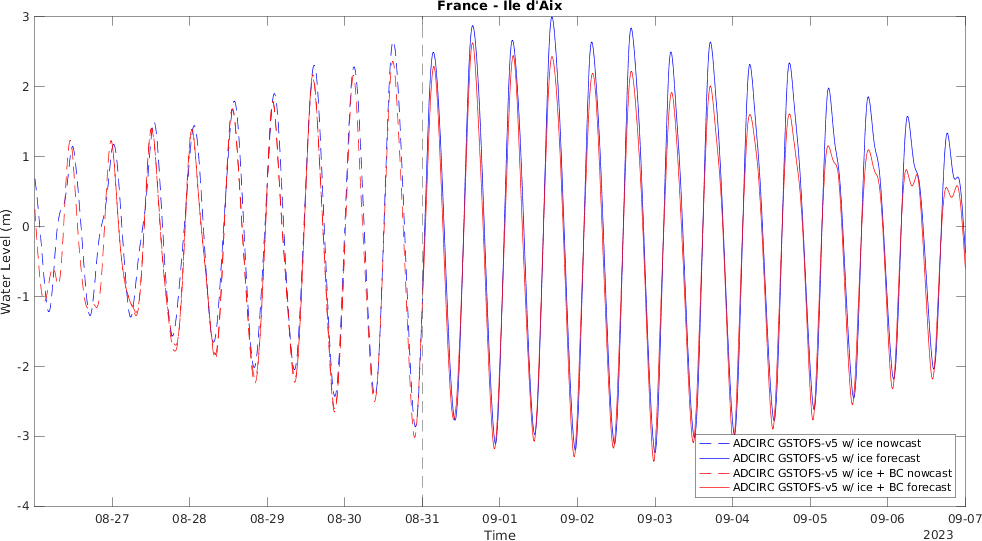 France - Ile d'Aix
3
2
1
0
-1
-2
-3
-4
Water Level (m)
ADCIRC GSTOFS-v5 w/ ice nowcast
ADCIRC GSTOFS-v5 w/ ice forecast
ADCIRC GSTOFS-v5 w/ ice + BC nowcast
ADCIRC GSTOFS-v5 w/ ice + BC forecast
08-27 08-28 08-29 08-30 08-31 09-01 09-02 09-03 09-04 09-05 09-06 09-07
Time 2023